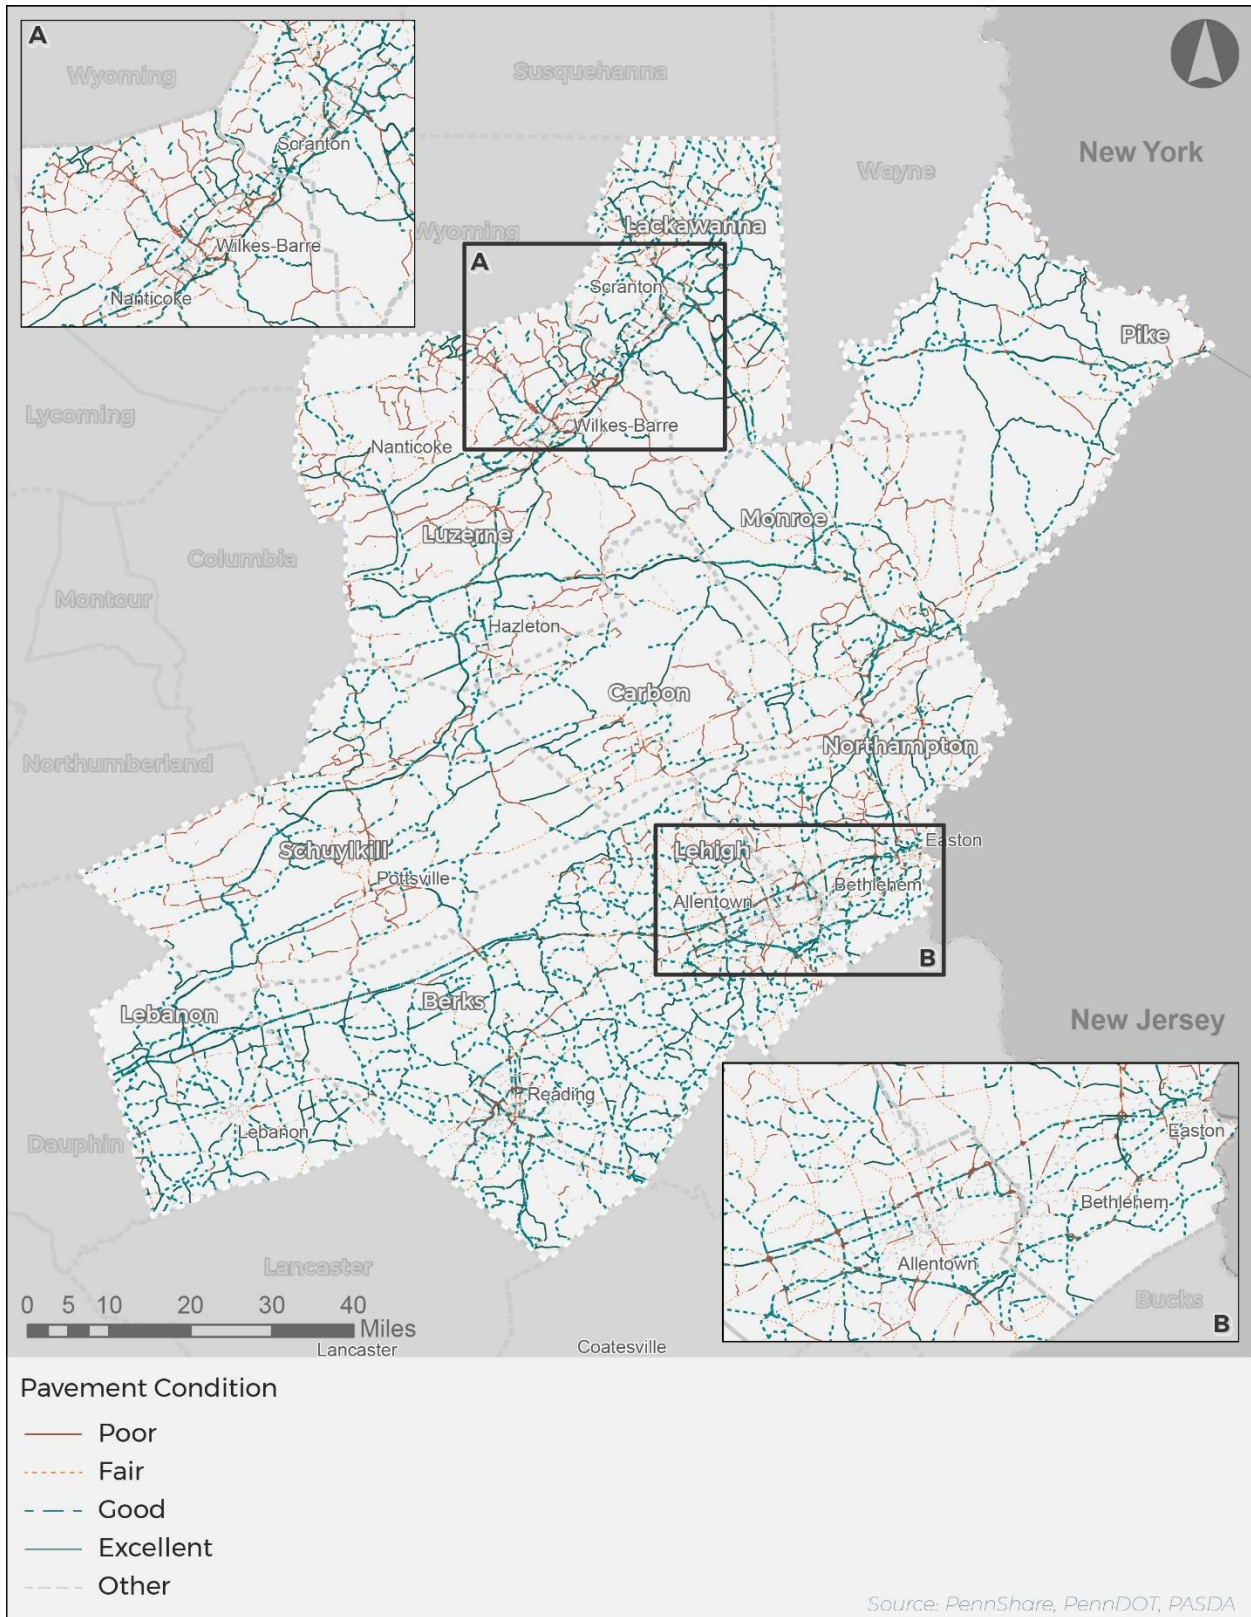 A
Wyoming
Scranton
Wilkes-Barre
Nanticoke
Susquehanna
New York
Wayne
Wyoming
Lackawanna
A
Scranton
Pike
Lycoming
Nanticoke
Wilkes-Barre
Monroe
Luzerne
Columbia
Montour
Hazleton
Carbon
Northampton
Northumberland
Schuylkill
Lehigh
Easton
Pottsville
Bethlehem
Allentown
B
Lebanon
Berks
New Jersey
Reading
Dauphin
Lebanon
Easton
Bethlehem
Allentown
Bucks
B
Lancaster
0 5 10 20 30 40
Miles
Lancaster
Coatesville
Pavement Condition
Poor
Fair
Good
Excellent
Other
Source: PennShare, PennDOT, PASDA